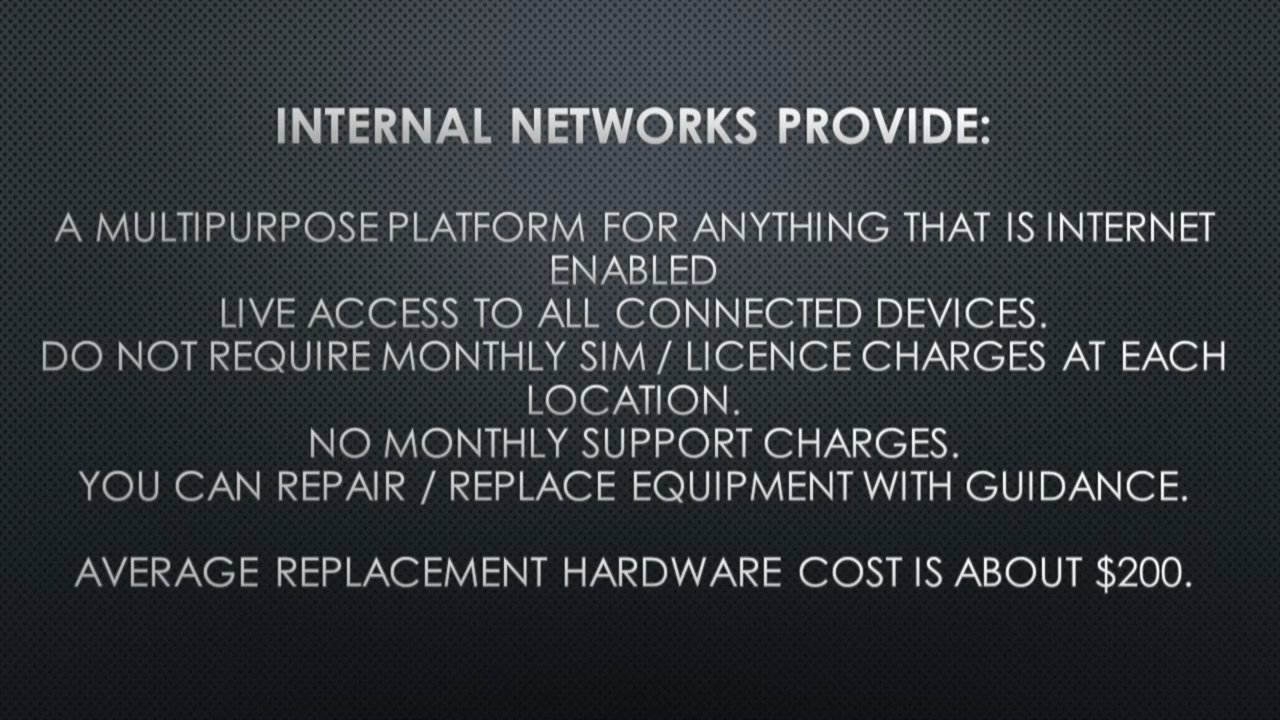 INTERNAL NETWORKS PROVIDE:
A MULTIPURPOSE PLATFORM FOR ANYTHING THAT IS INTERNET
ENABLED
LIVE ACCESS TO ALL CONNECTED DEVICES.
DO NOT REQUIRE MONTHLY SIM / LICENCE CHARGES AT EACH
LOCATION.
NO MONTHLY SUPPORT CHARGES.
YOU CAN REPAIR / REPLACE EQUIPMENT WITH GUIDANCE.
AVERAGE REPLACEMENT HARDWARE COST IS ABOUT $200.